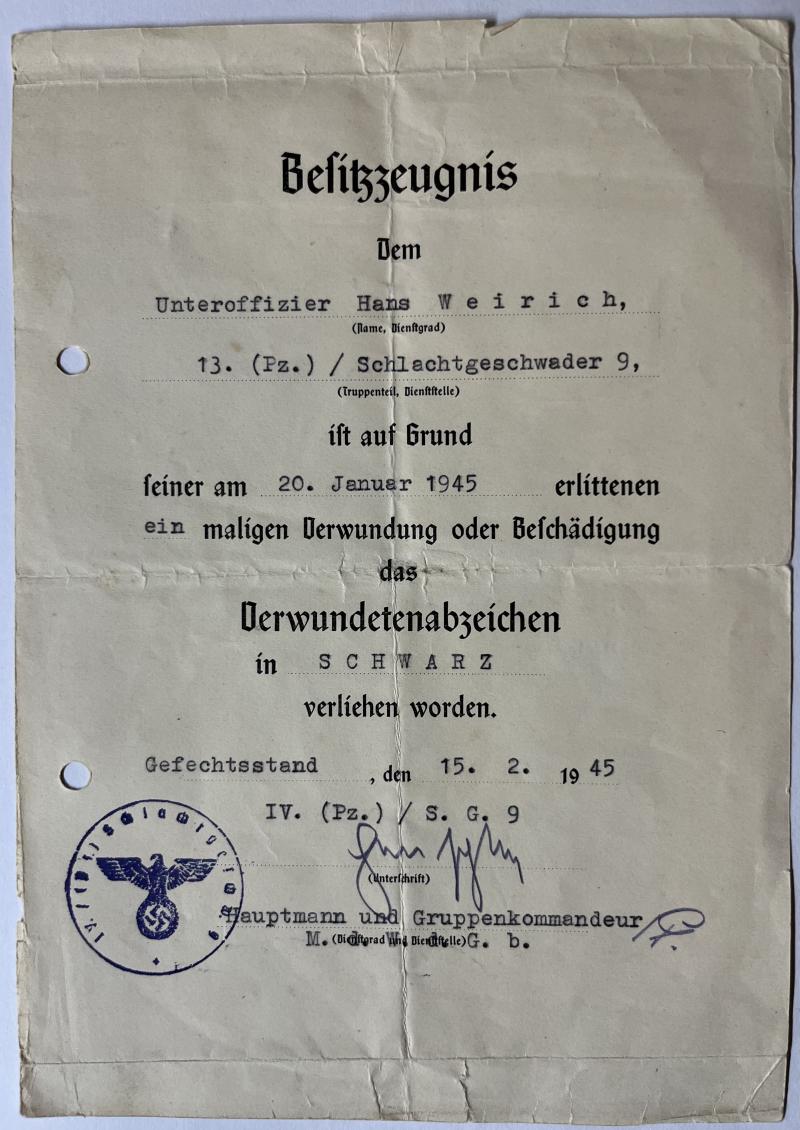 Besitzzeugnis
Dem
Unteroffizier Hans W e i r i c h,
(Name, Dienstgrad)
13. (Pz.) / Schlachtgeschwader 9,
(Truppenteil, Dienststelle)
ist auf Grund
seiner am 20. Januar 1945 erlittenen
ein maligen Verwundung oder Beschädigung
das
Verwundetenabzeichen
in S C H W A R Z
verliehen worden.
Gefechtsstand , den 15. 2. 19 45
IV. (Pz.) / S. G. 9
(Unterschrift)
Hauptmann und Gruppenkommandeur
M. d. W. d. G. b.
(Dienstgrad und Dienststelle)